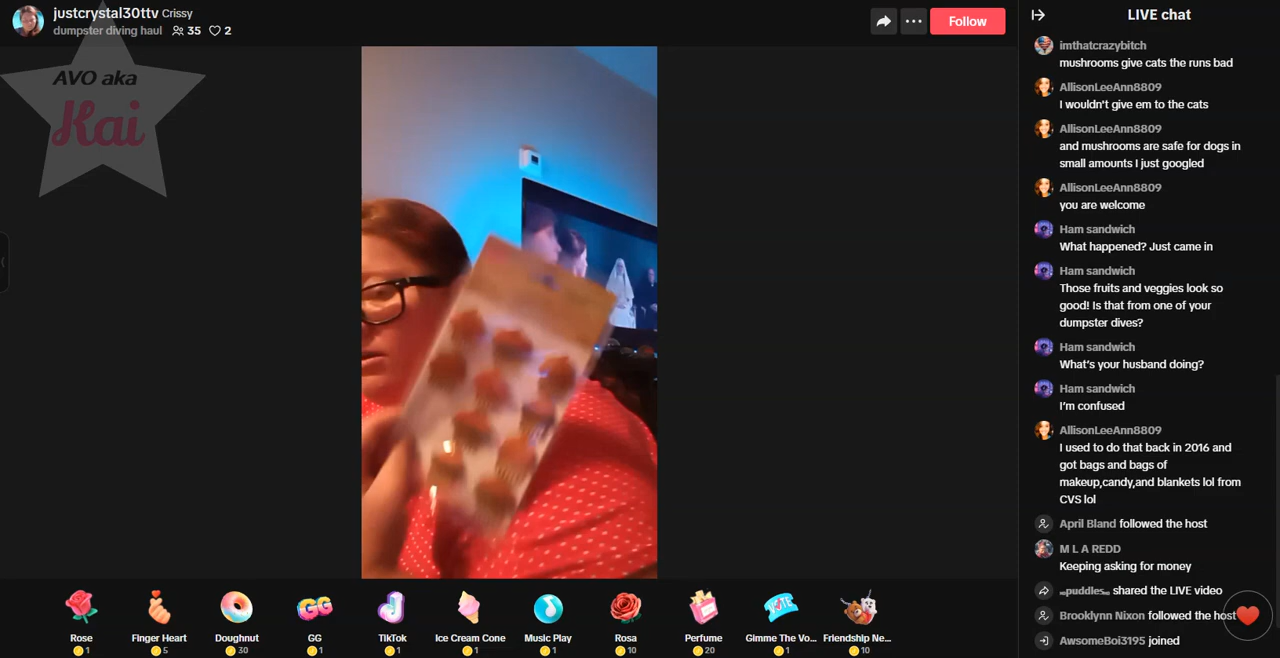 justcrystal30ttv Crissy
dumpster diving haul 35 2
Follow
AVO aka
Kai
LIVE chat
imthatcrazybitch
mushrooms give cats the runs bad
AllisonLeeAnn8809
I wouldn't give em to the cats
AllisonLeeAnn8809
and mushrooms are safe for dogs in
small amounts I just googled
AllisonLeeAnn8809
you are welcome
Ham sandwich
What happened? Just came in
Ham sandwich
Those fruits and veggies look so
good! Is that from one of your
dumpster dives?
Ham sandwich
What's your husband doing?
Ham sandwich
I'm confused
AllisonLeeAnn8809
I used to do that back in 2016 and
got bags and bags of
makeup,candy,and blankets lol from
CVS lol
April Bland followed the host
M L A REDD
Keeping asking for money
puddles shared the LIVE video
Brooklynn Nixon followed the host
AwsomeBoi3195 joined
Rose
1
Finger Heart
5
Doughnut
30
GG
1
TikTok
1
Ice Cream Cone
1
Music Play
1
Rosa
10
Perfume
20
Gimme The Vo...
1
Friendship Ne...
10